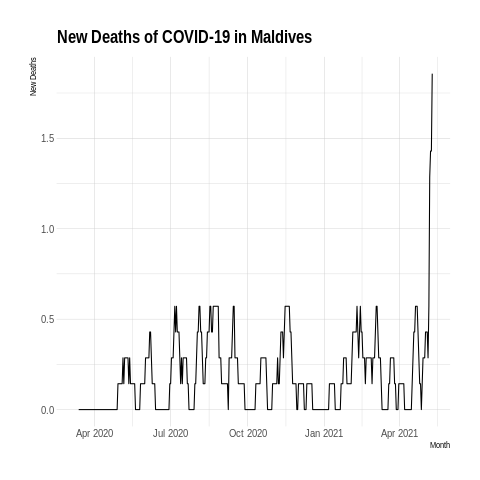 New Deaths of COVID-19 in Maldives
New Deaths
1.5
1.0
0.5
0.0
Apr 2020 Jul 2020 Oct 2020 Jan 2021 Apr 2021
Month